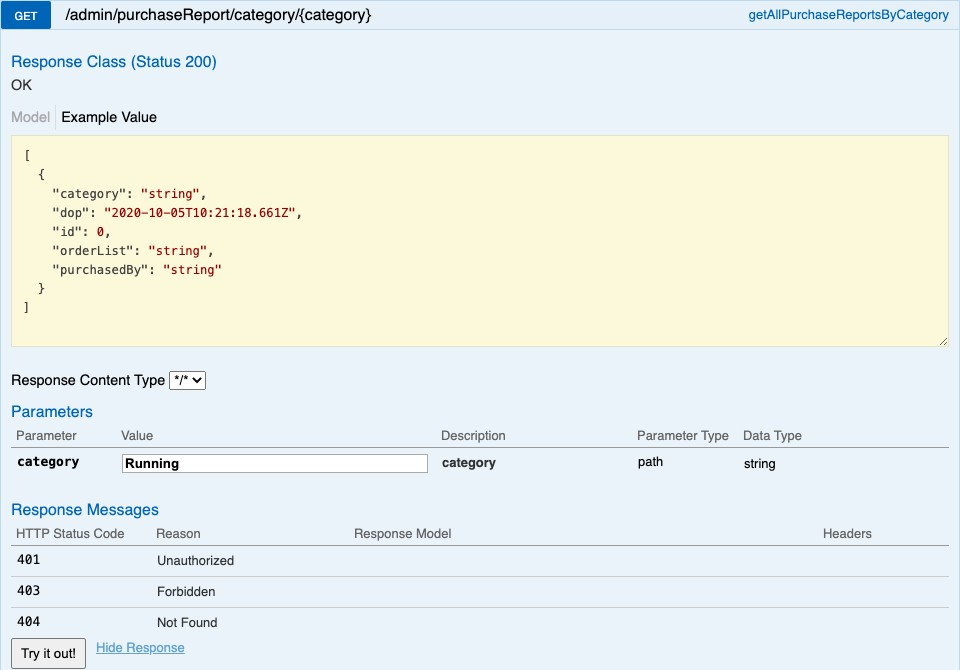 GET /admin/purchaseReport/category/{category} getAllPurchaseReportsByCategory
Response Class (Status 200)
OK
Model Example Value
[
  {
    "category": "string",
    "dop": "2020-10-05T10:21:18.661Z",
    "id": 0,
    "orderList": "string",
    "purchasedBy": "string"
  }
]
Response Content Type */*
Parameters
Parameter Value Description Parameter Type Data Type
category Running category path string
Response Messages
HTTP Status Code Reason Response Model Headers
401 Unauthorized
403 Forbidden
404 Not Found
Try it out! Hide Response